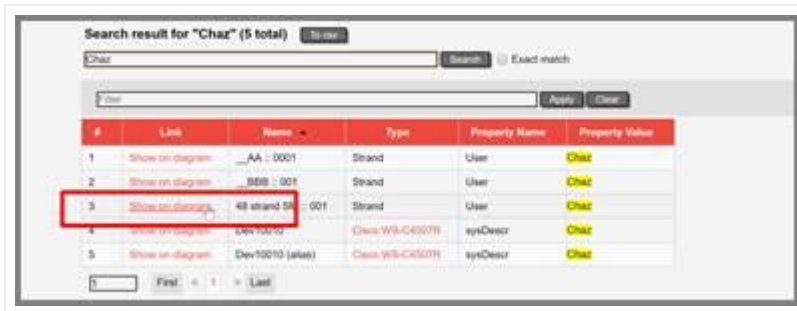 Search result for "Chaz" (5 total) To csv
Chaz Search Exact match
Filter Apply Clear
# Link Name Type Property Name Property Value
1 Show on diagram __AA :: 0001 Strand User Chaz
2 Show on diagram __BBB :: 001 Strand User Chaz
3 Show on diagram 48 strand :: 001 Strand User Chaz
4 Show on diagram Dev10010 Cisco WS-C4507R sysDescr Chaz
5 Show on diagram Dev10010 (alias) Cisco WS-C4507R sysDescr Chaz
1 First < 1 > Last